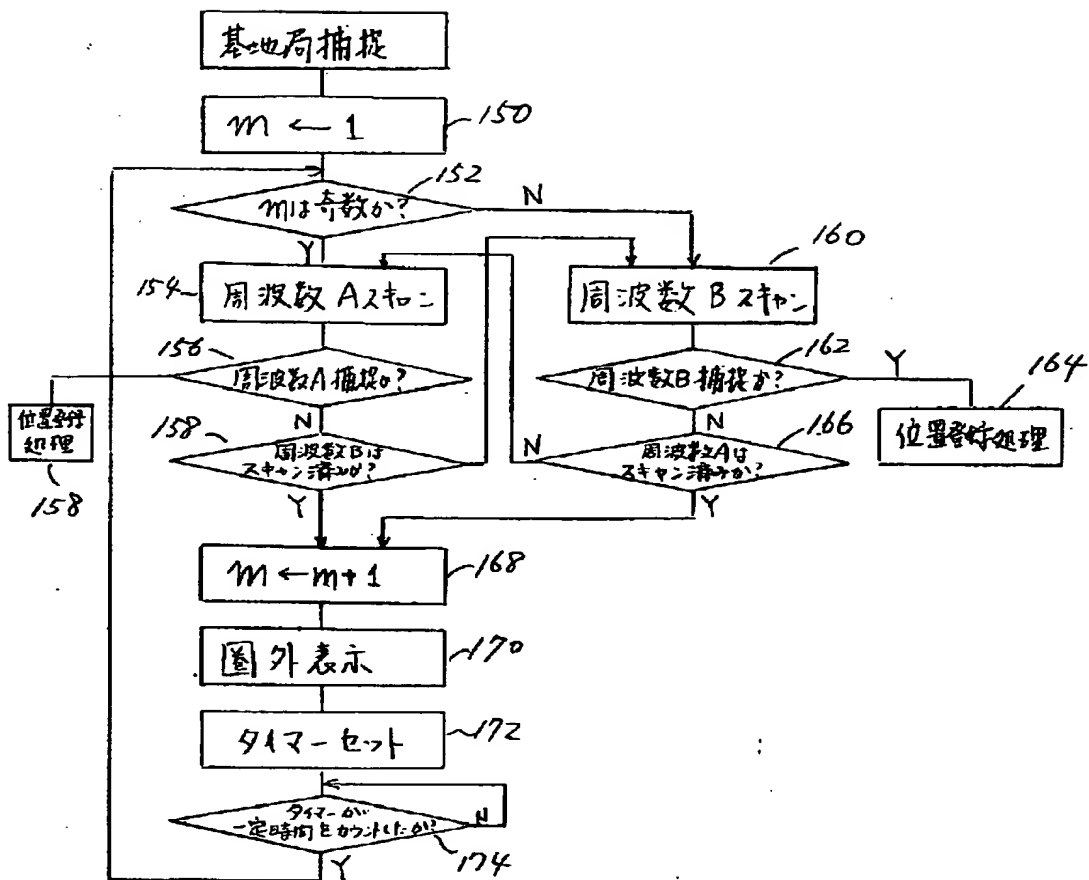 基地局捕捉
m ← 1
150
152
mは奇数か?
N
Y
160
154
周波数Aスキャン
周波数Bスキャン
156
周波数A捕捉か?
162
周波数B捕捉か?
Y
164
位置登録
処理
158
N
158
周波数Bは
スキャン済みか?
N
N
166
周波数Aは
スキャン済みか?
位置登録処理
Y
Y
m ← m+1
168
圏外表示
170
タイマーセット
172
タイマーが
一定時間をカウントしたか?
N
174
Y